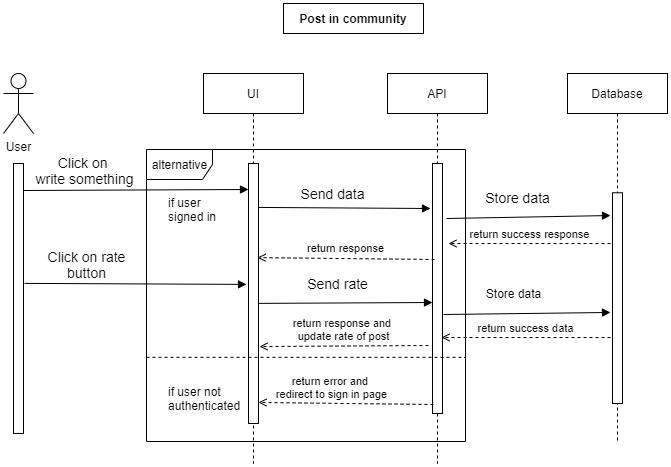 Post in community
UI
API
Database
User
Click on
write something
alternative
if user
signed in
Send data
Store data
return success response
return response
Click on rate
button
Send rate
Store data
return response and
update rate of post
return success data
if user not
authenticated
return error and
redirect to sign in page